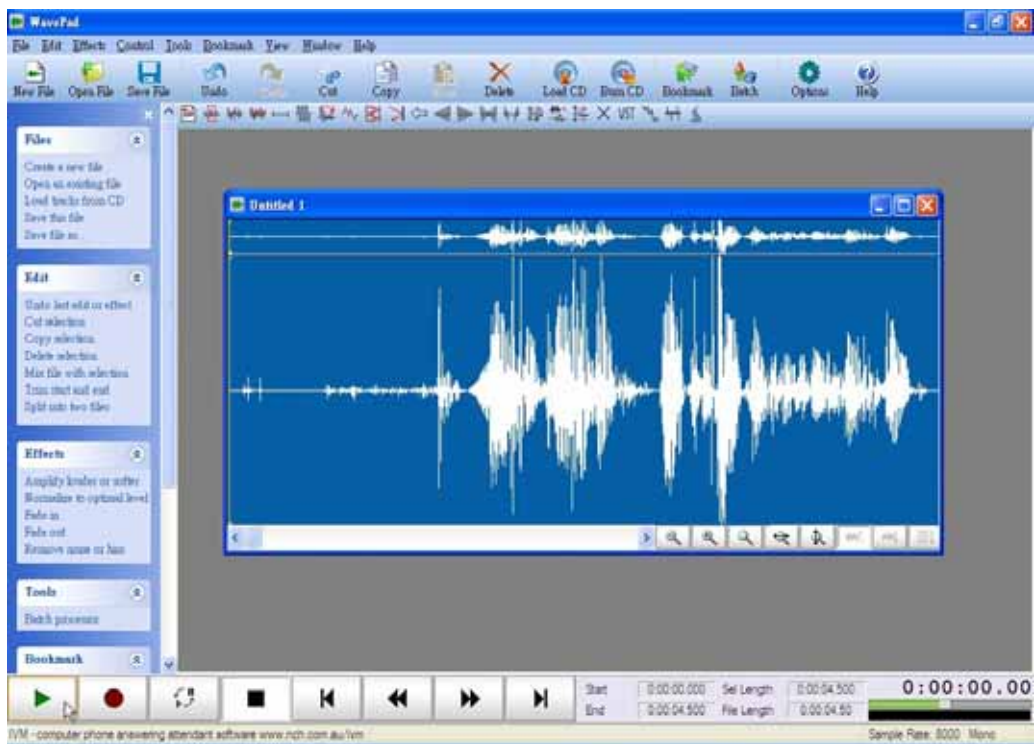 WavePad
File Edit Effects Control Tools Bookmark View Window Help
New File Open File Save File Undo Cut Copy Delete Load CD Burn CD Bookmark Batch Options Help
VST
Files
Create a new file
Open an existing file
Load tracks from CD
Save this file
Save file as...
Edit
Undo last edit or effect
Cut selection
Copy selection
Delete selection
Mix file with selection
Trim start and end
Split into two files
Effects
Amplify louder or softer
Normalize to optimal level
Fade in
Fade out
Remove noise or hiss
Tools
Batch processor
Bookmark
Untitled 1
Start 0:00:00.000 Sel Length 0:00:04.500 0:00:00.00
End 0:00:04.500 File Length 0:00:04.50
IVM - computer phone answering attendant software www.nch.com.au/ivm Sample Rate: 8000 Mono